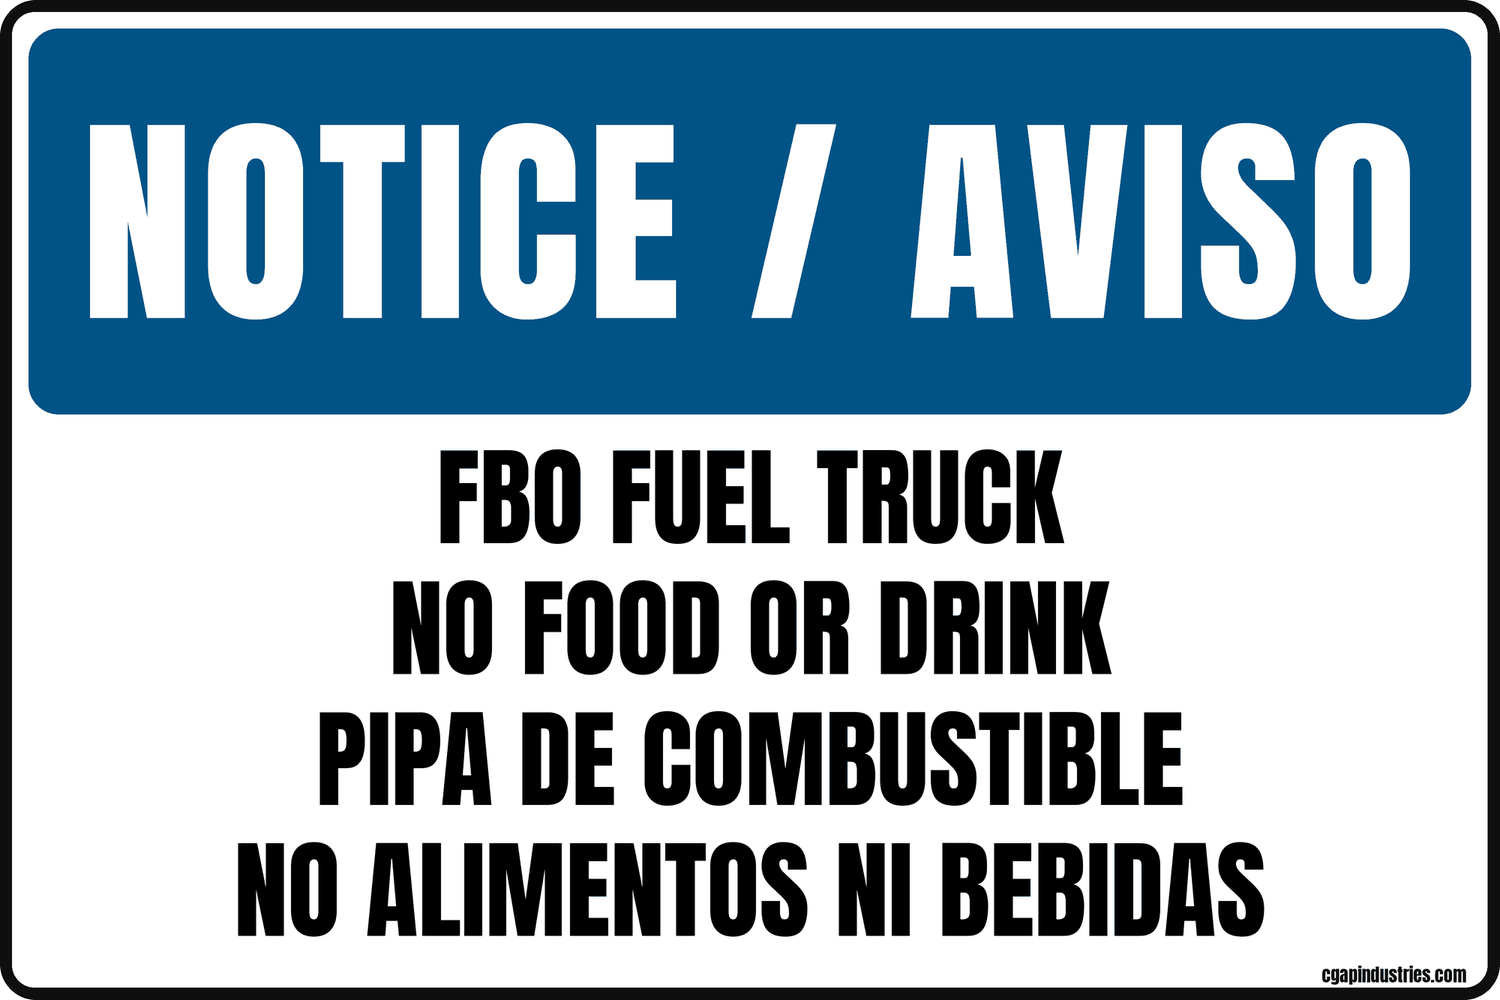 NOTICE / AVISO
FBO FUEL TRUCK
NO FOOD OR DRINK
PIPA DE COMBUSTIBLE
NO ALIMENTOS NI BEBIDAS
cgapindustries.com